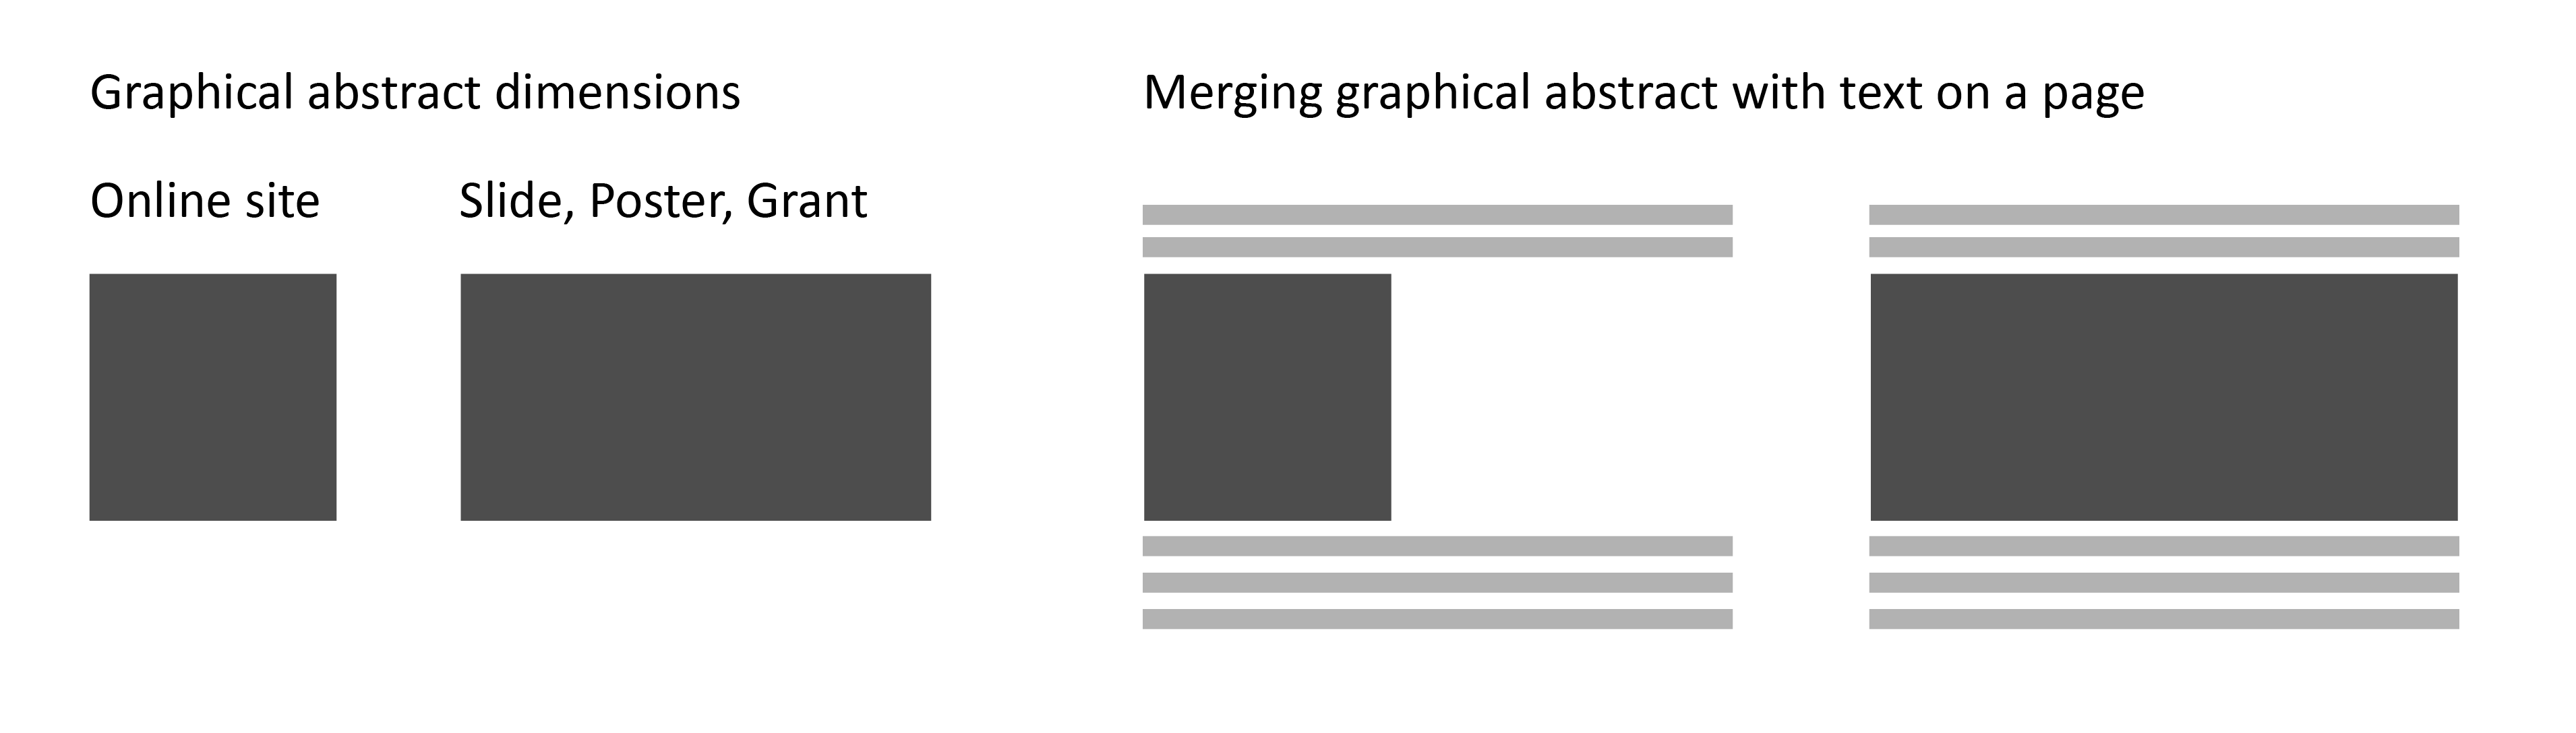 Graphical abstract dimensions
Online site
Slide, Poster, Grant
Merging graphical abstract with text on a page